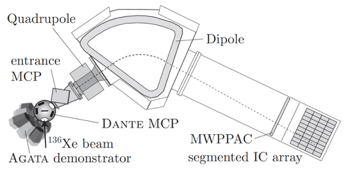 Quadrupole
Dipole
entrance
MCP
DANTE MCP
136Xe beam
AGATA demonstrator
MWPPAC
segmented IC array